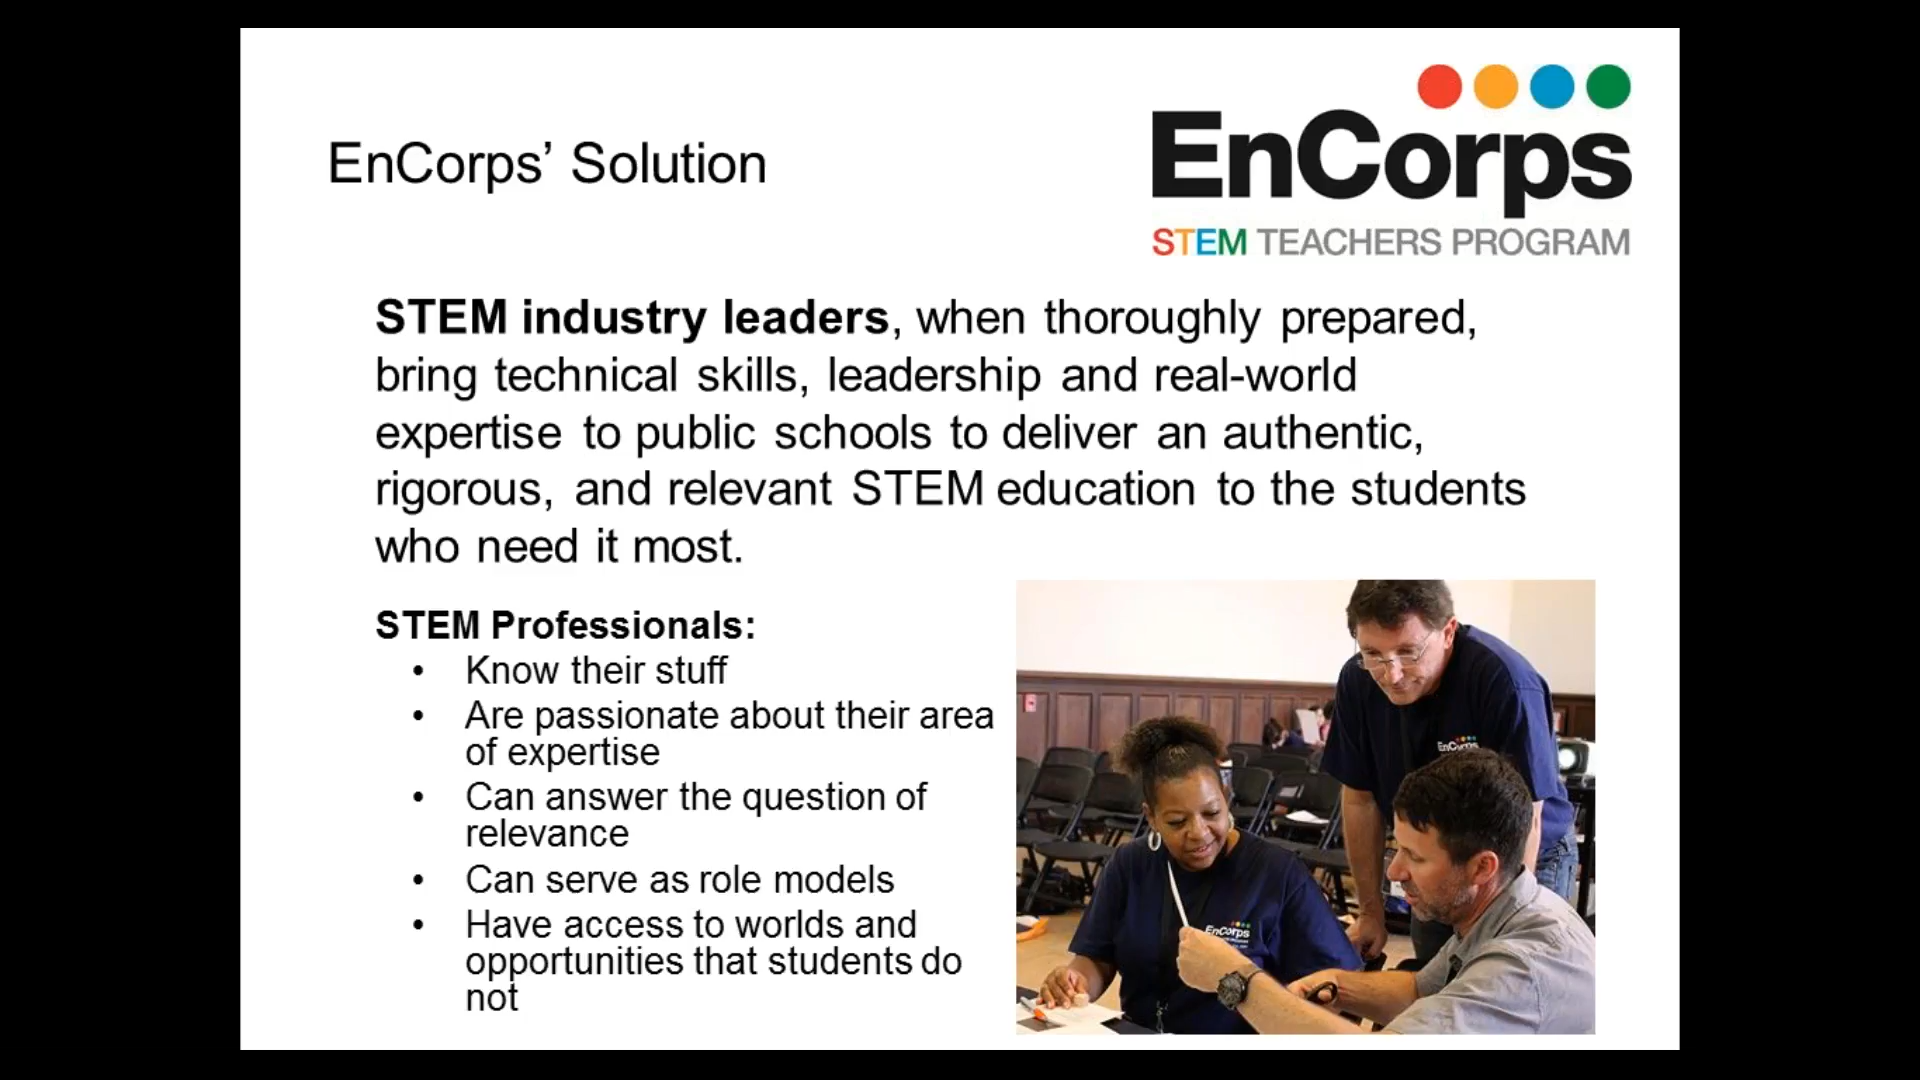 EnCorps’ Solution
EnCorps
STEM TEACHERS PROGRAM
STEM industry leaders, when thoroughly prepared,
bring technical skills, leadership and real-world
expertise to public schools to deliver an authentic,
rigorous, and relevant STEM education to the students
who need it most.
STEM Professionals:
• Know their stuff
• Are passionate about their area
of expertise
• Can answer the question of
relevance
• Can serve as role models
• Have access to worlds and
opportunities that students do
not
EnCorps
EnCorps